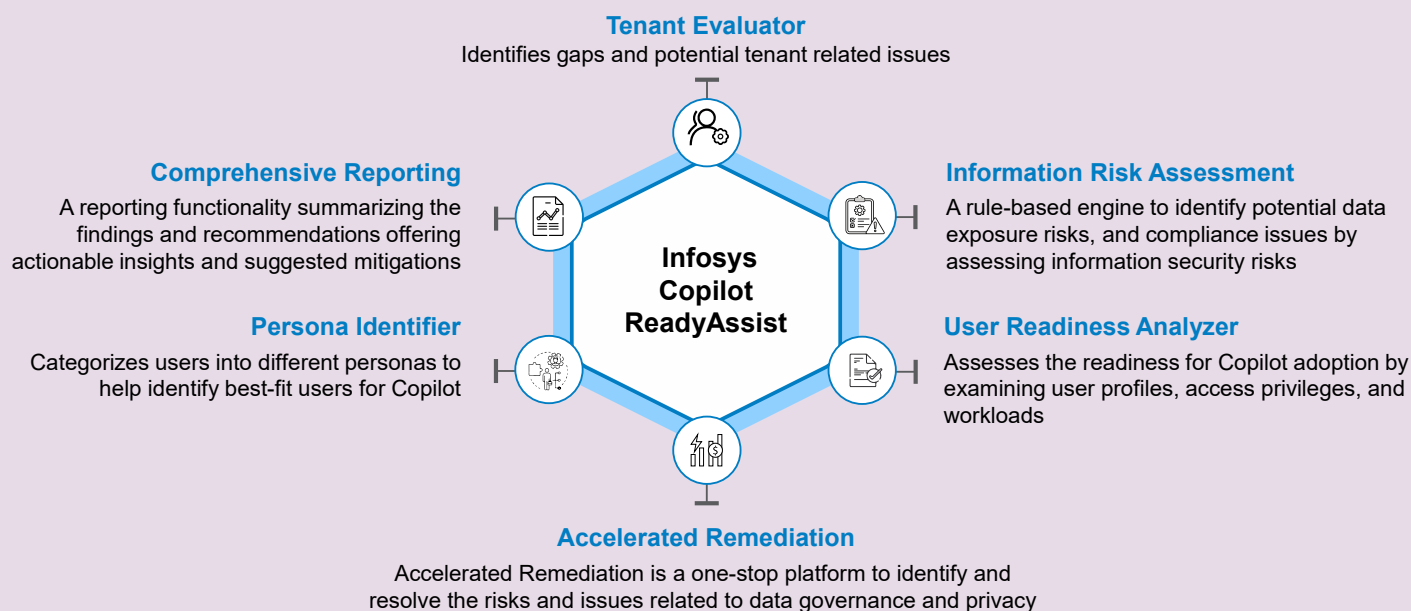 Tenant Evaluator
Identifies gaps and potential tenant related issues
Comprehensive Reporting
A reporting functionality summarizing the
findings and recommendations offering
actionable insights and suggested mitigations
Information Risk Assessment
A rule-based engine to identify potential data
exposure risks, and compliance issues by
assessing information security risks
Infosys
Copilot
ReadyAssist
Persona Identifier
Categorizes users into different personas to
help identify best-fit users for Copilot
User Readiness Analyzer
Assesses the readiness for Copilot adoption by
examining user profiles, access privileges, and
workloads
Accelerated Remediation
Accelerated Remediation is a one-stop platform to identify and
resolve the risks and issues related to data governance and privacy